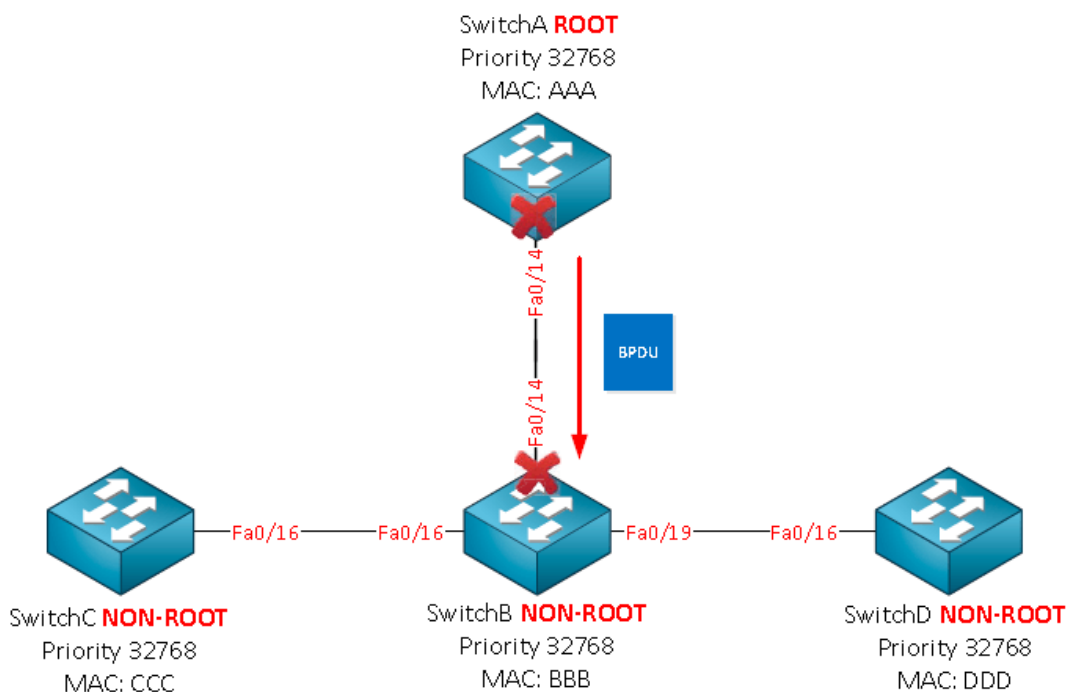 SwitchA ROOT
Priority 32768
MAC: AAA
Fa0/14
BPDU
Fa0/14
Fa0/16
Fa0/16
Fa0/19
Fa0/16
SwitchC NON-ROOT
Priority 32768
MAC: CCC
SwitchB NON-ROOT
Priority 32768
MAC: BBB
SwitchD NON-ROOT
Priority 32768
MAC: DDD